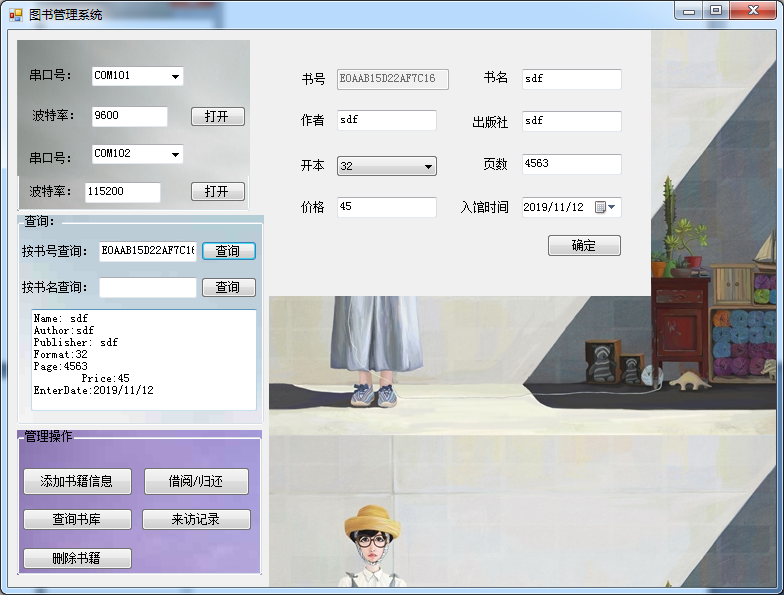 图书管理系统
串口号： COM101
波特率： 9600 打开
串口号： COM102
波特率： 115200 打开
查询：
按书号查询： E0AAB15D22AF7C16 查询
按书名查询： 查询
Name: sdf
Author:sdf
Publisher: sdf
Format:32
Page:4563
Price:45
EnterDate:2019/11/12
管理操作
添加书籍信息 借阅/归还
查询书库 来访记录
删除书籍
书号 E0AAB15D22AF7C16 书名 sdf
作者 sdf 出版社 sdf
开本 32 页数 4563
价格 45 入馆时间 2019/11/12
确定